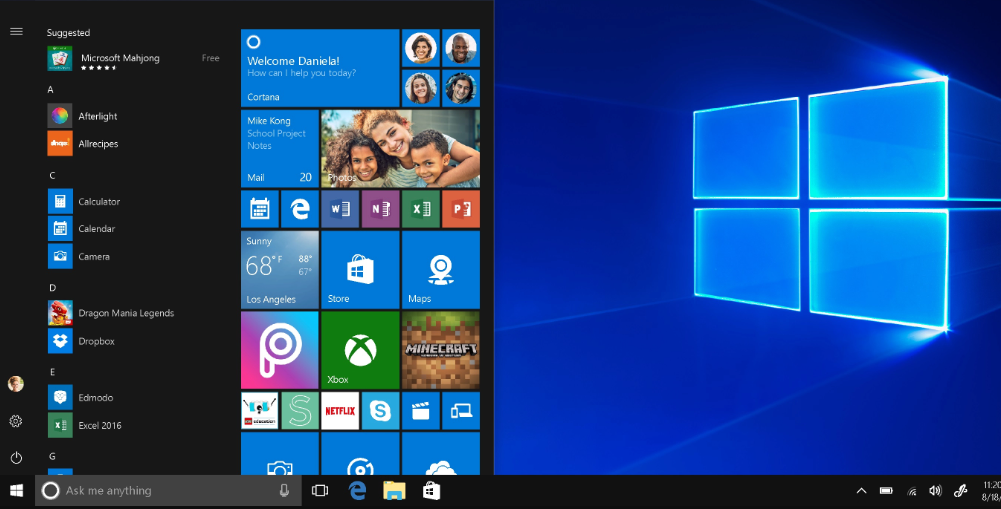 Suggested
Microsoft Mahjong Free
A
Afterlight
Allrecipes
C
Calculator
Calendar
Camera
D
Dragon Mania Legends
Dropbox
E
Edmodo
Excel 2016
G
Welcome Daniela!
How can I help you today?
Cortana
Mike Kong
School Project
Notes
Mail 20
Photos
Sunny
68° F 88°
67°
Los Angeles
Store
Maps
Xbox
MINECRAFT
NETFLIX
Ask me anything
11:20
8/18/